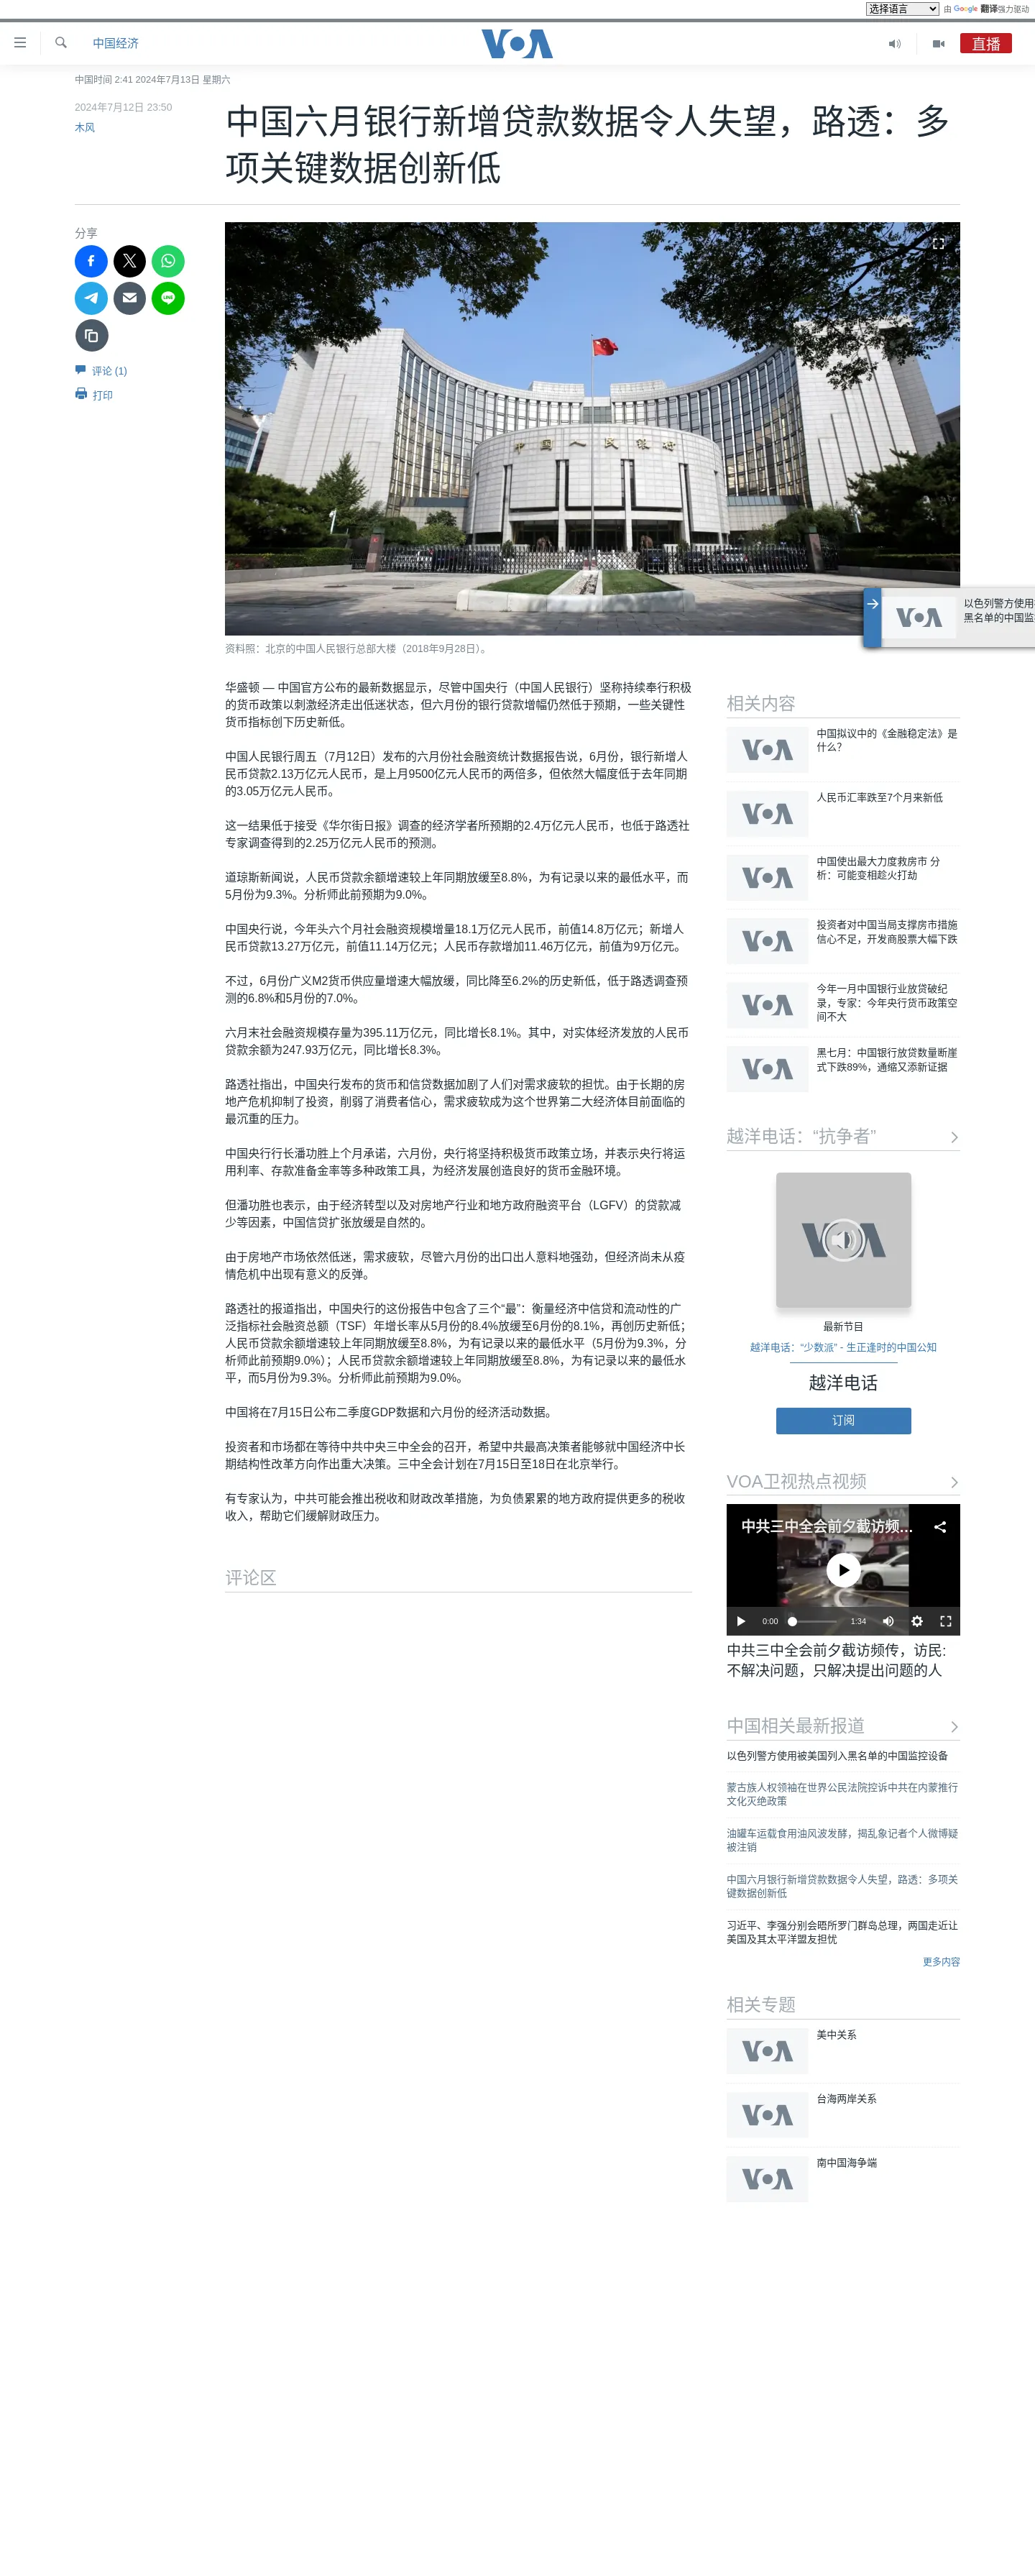 选择语言 由 Google 翻译强力驱动
中国经济
VOA
直播
中国时间 2:41 2024年7月13日 星期六
2024年7月12日 23:50
木风
中国六月银行新增贷款数据令人失望，路透：多
项关键数据创新低
分享
评论 (1)
打印
中国人民银行
资料照：北京的中国人民银行总部大楼（2018年9月28日）。
以色列警方使用
黑名单的中国监
华盛顿 — 中国官方公布的最新数据显示，尽管中国央行（中国人民银行）坚称持续奉行积极
的货币政策以刺激经济走出低迷状态，但六月份的银行贷款增幅仍然低于预期，一些关键性
货币指标创下历史新低。
中国人民银行周五（7月12日）发布的六月份社会融资统计数据报告说，6月份，银行新增人
民币贷款2.13万亿元人民币，是上月9500亿元人民币的两倍多，但依然大幅度低于去年同期
的3.05万亿元人民币。
这一结果低于接受《华尔街日报》调查的经济学者所预期的2.4万亿元人民币，也低于路透社
专家调查得到的2.25万亿元人民币的预测。
道琼斯新闻说，人民币贷款余额增速较上年同期放缓至8.8%，为有记录以来的最低水平，而
5月份为9.3%。分析师此前预期为9.0%。
中国央行说，今年头六个月社会融资规模增量18.1万亿元人民币，前值14.8万亿元；新增人
民币贷款13.27万亿元，前值11.14万亿元；人民币存款增加11.46万亿元，前值为9万亿元。
不过，6月份广义M2货币供应量增速大幅放缓，同比降至6.2%的历史新低，低于路透调查预
测的6.8%和5月份的7.0%。
六月末社会融资规模存量为395.11万亿元，同比增长8.1%。其中，对实体经济发放的人民币
贷款余额为247.93万亿元，同比增长8.3%。
路透社指出，中国央行发布的货币和信贷数据加剧了人们对需求疲软的担忧。由于长期的房
地产危机抑制了投资，削弱了消费者信心，需求疲软成为这个世界第二大经济体目前面临的
最沉重的压力。
中国央行行长潘功胜上个月承诺，六月份，央行将坚持积极货币政策立场，并表示央行将运
用利率、存款准备金率等多种政策工具，为经济发展创造良好的货币金融环境。
但潘功胜也表示，由于经济转型以及对房地产行业和地方政府融资平台（LGFV）的贷款减
少等因素，中国信贷扩张放缓是自然的。
由于房地产市场依然低迷，需求疲软，尽管六月份的出口出人意料地强劲，但经济尚未从疫
情危机中出现有意义的反弹。
路透社的报道指出，中国央行的这份报告中包含了三个“最”：衡量经济中信贷和流动性的广
泛指标社会融资总额（TSF）年增长率从5月份的8.4%放缓至6月份的8.1%，再创历史新低；
人民币贷款余额增速较上年同期放缓至8.8%，为有记录以来的最低水平（5月份为9.3%，分
析师此前预期9.0%）；人民币贷款余额增速较上年同期放缓至8.8%，为有记录以来的最低水
平，而5月份为9.3%。分析师此前预期为9.0%。
中国将在7月15日公布二季度GDP数据和六月份的经济活动数据。
投资者和市场都在等待中共中央三中全会的召开，希望中共最高决策者能够就中国经济中长
期结构性改革方向作出重大决策。三中全会计划在7月15日至18日在北京举行。
有专家认为，中共可能会推出税收和财政改革措施，为负债累累的地方政府提供更多的税收
收入，帮助它们缓解财政压力。
评论区
相关内容
中国拟议中的《金融稳定法》是
什么？
人民币汇率跌至7个月来新低
中国使出最大力度救房市 分
析：可能变相趁火打劫
投资者对中国当局支撑房市措施
信心不足，开发商股票大幅下跌
今年一月中国银行业放贷破纪
录，专家：今年央行货币政策空
间不大
黑七月：中国银行放贷数量断崖
式下跌89%，通缩又添新证据
越洋电话：“抗争者”
最新节目
越洋电话：“少数派” - 生正逢时的中国公知
越洋电话
订阅
VOA卫视热点视频
中共三中全会前夕截访频...
0:00 1:34
中共三中全会前夕截访频传，访民:
不解决问题，只解决提出问题的人
中国相关最新报道
以色列警方使用被美国列入黑名单的中国监控设备
蒙古族人权领袖在世界公民法院控诉中共在内蒙推行
文化灭绝政策
油罐车运载食用油风波发酵，揭乱象记者个人微博疑
被注销
中国六月银行新增贷款数据令人失望，路透：多项关
键数据创新低
习近平、李强分别会晤所罗门群岛总理，两国走近让
美国及其太平洋盟友担忧
更多内容
相关专题
美中关系
台海两岸关系
南中国海争端